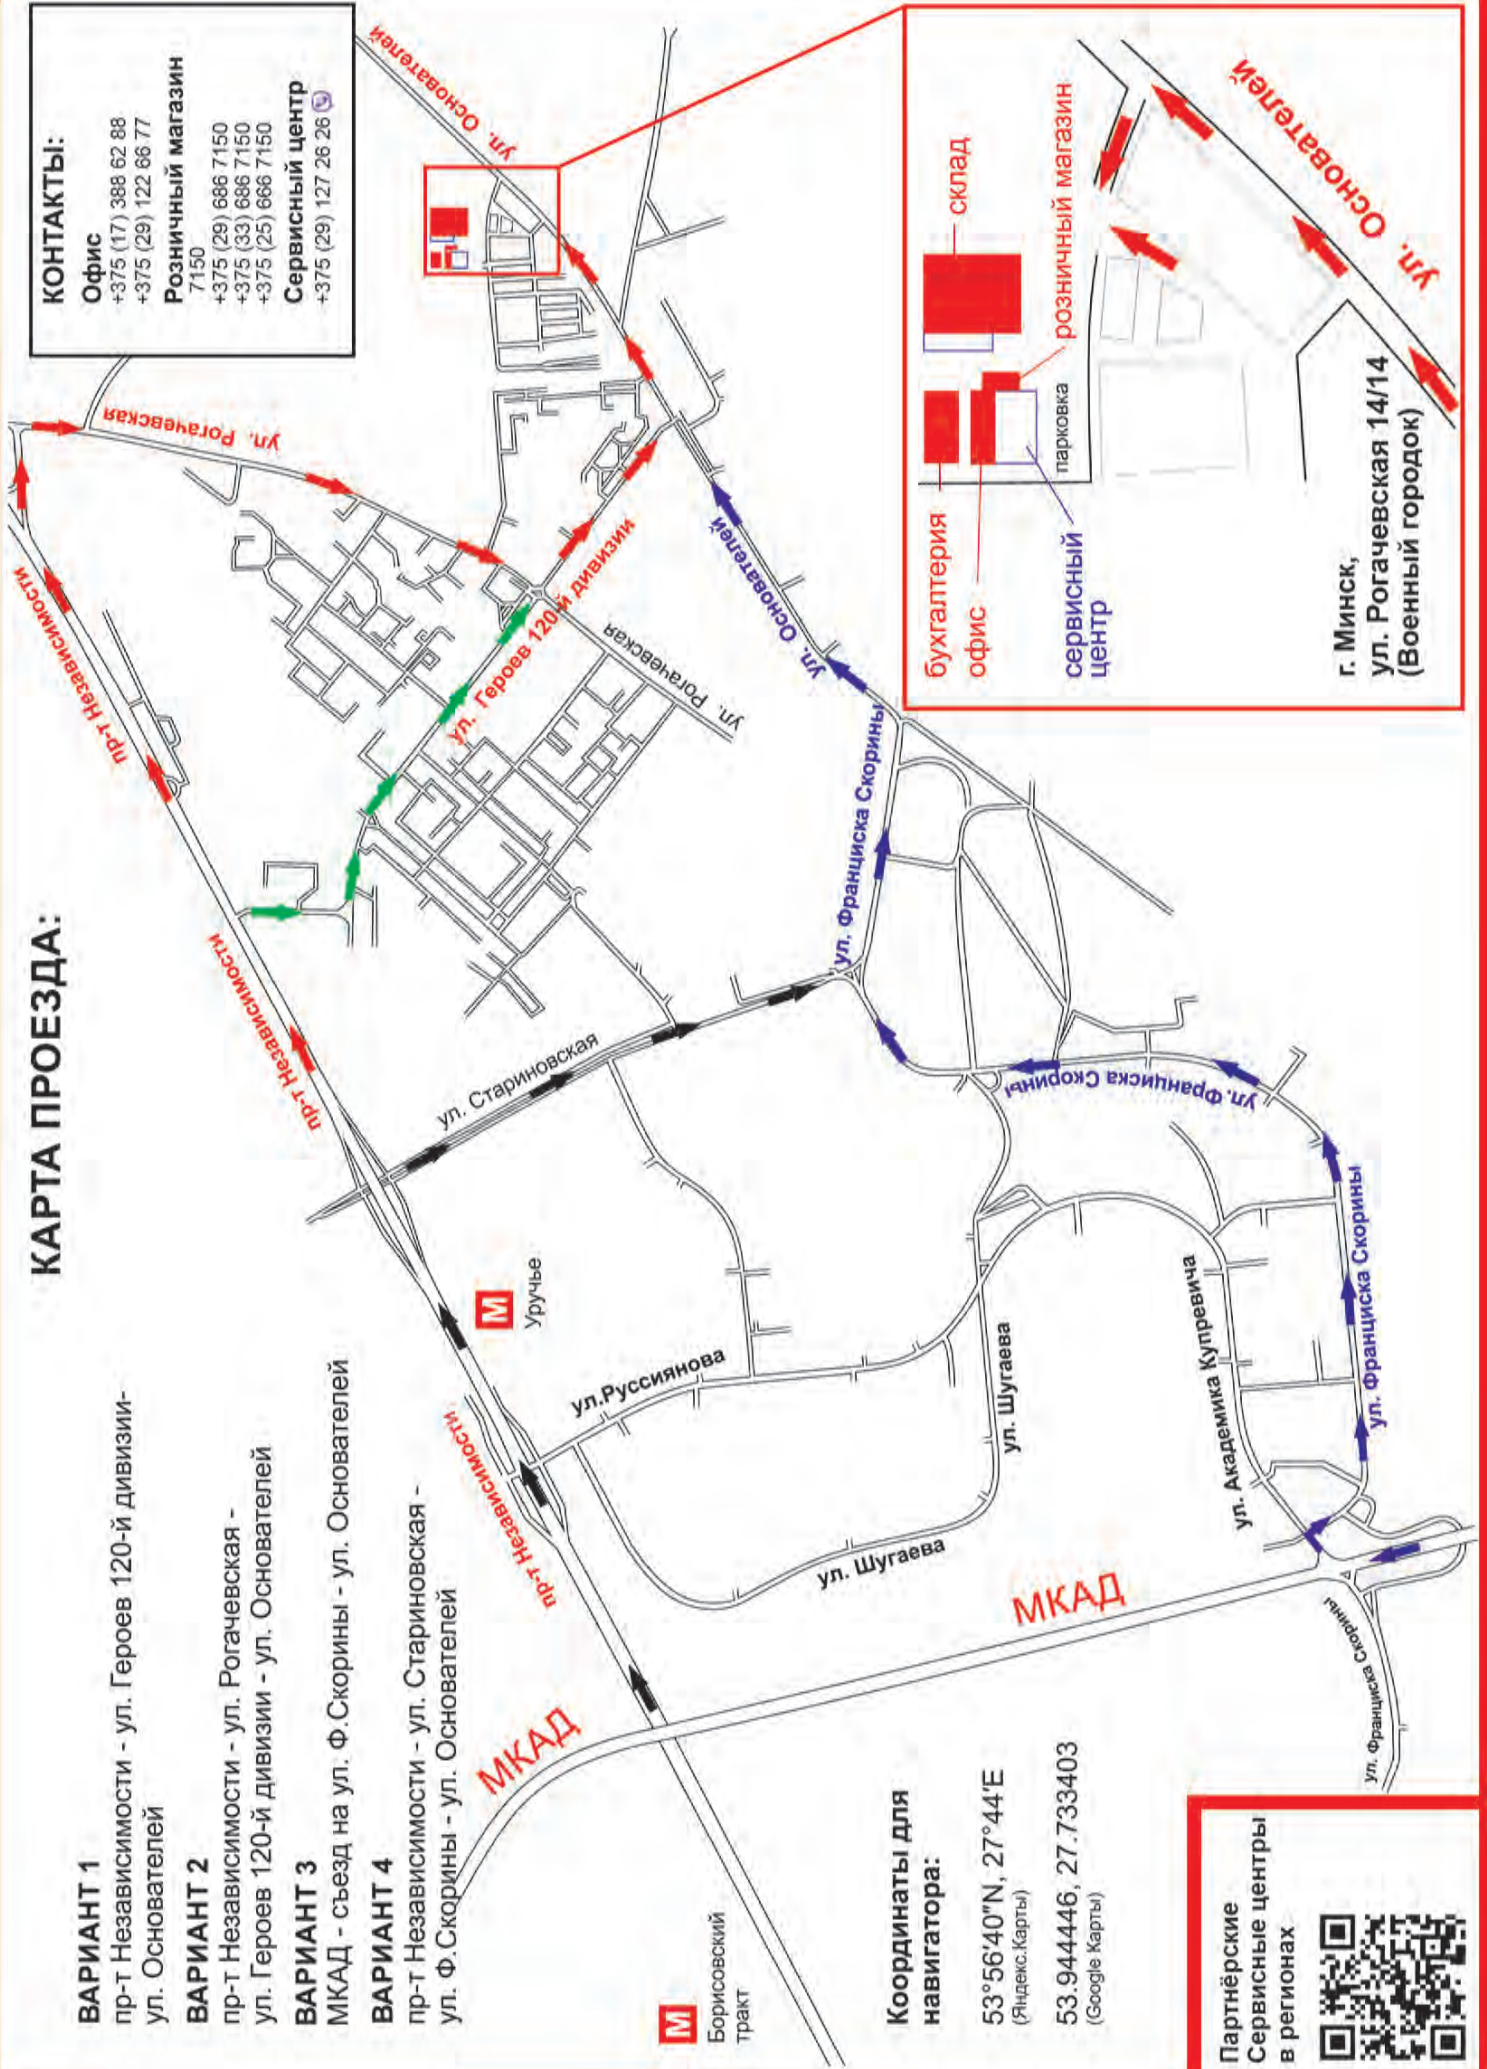 КАРТА ПРОЕЗДА:
ВАРИАНТ 1
пр-т Независимости - ул. Героев 120-й дивизии-
ул. Основателей
ВАРИАНТ 2
пр-т Независимости - ул. Рогачевская -
ул. Героев 120-й дивизии - ул. Основателей
ВАРИАНТ 3
МКАД - съезд на ул. Ф.Скорины - ул. Основателей
ВАРИАНТ 4
пр-т Независимости - ул. Стариновская -
ул. Ф.Скорины - ул. Основателей
КОНТАКТЫ:
Офис
+375 (17) 388 62 88
+375 (29) 122 66 77
Розничный магазин
7150
+375 (29) 686 7150
+375 (33) 686 7150
+375 (25) 666 7150
Сервисный центр
+375 (29) 127 26 26
пр-т Независимости
пр-т Независимости
пр-т Независимости
пр-т Независимости
ул. Рогачевская
ул. Основателей
ул. Героев 120-й дивизии
ул. Рогачевская
ул. Основателей
ул. Стариновская
ул. Франциска Скорины
ул.Франциска Скорины
ул. Франциска Скорины
ул. Франциска Скорины
М
Уручье
ул.Руссиянова
ул. Шугаева
ул. Шугаева
ул. Академика Купревича
МКАД
МКАД
М
Борисовский
тракт
Координаты для
навигатора:
53°56'40"N, 27°44'E
(Яндекс.Карты)
53.944446, 27.733403
(Google Карты)
Партнёрские
Сервисные центры
в регионах
бухгалтерия
офис
сервисный
центр
парковка
склад
розничный магазин
ул. Основателей
г. Минск,
ул. Рогачевская 14/14
(Военный городок)